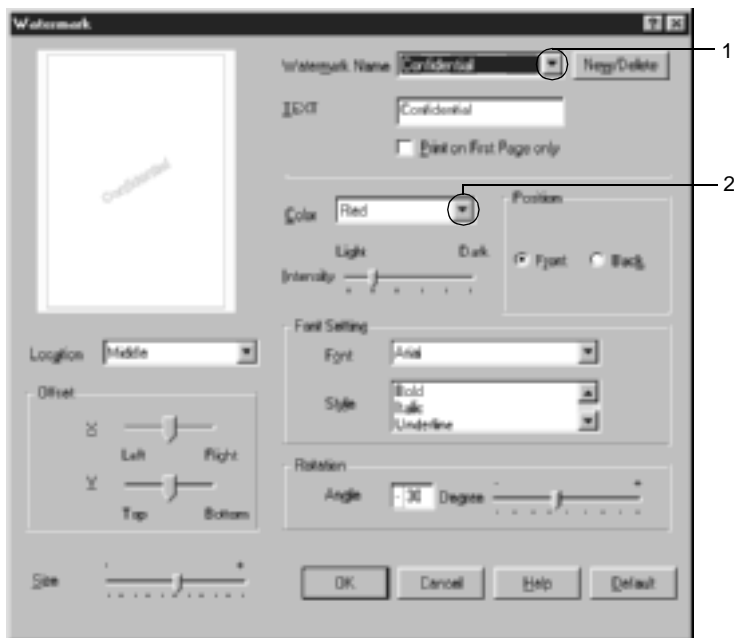 Watermark
1
Watermark Name Confidential New/Delete
TEXT Confidential
Print on First Page only
Confidential
2
Color Red
Position
Light Dark
Intensity
Front Back
Location Middle
Font Setting
Font Arial
Style Bold
Italic
Underline
Offset
X
Left Right
Y
Top Bottom
Rotation
Angle - 30 Degree - +
Size - +
OK Cancel Help Default